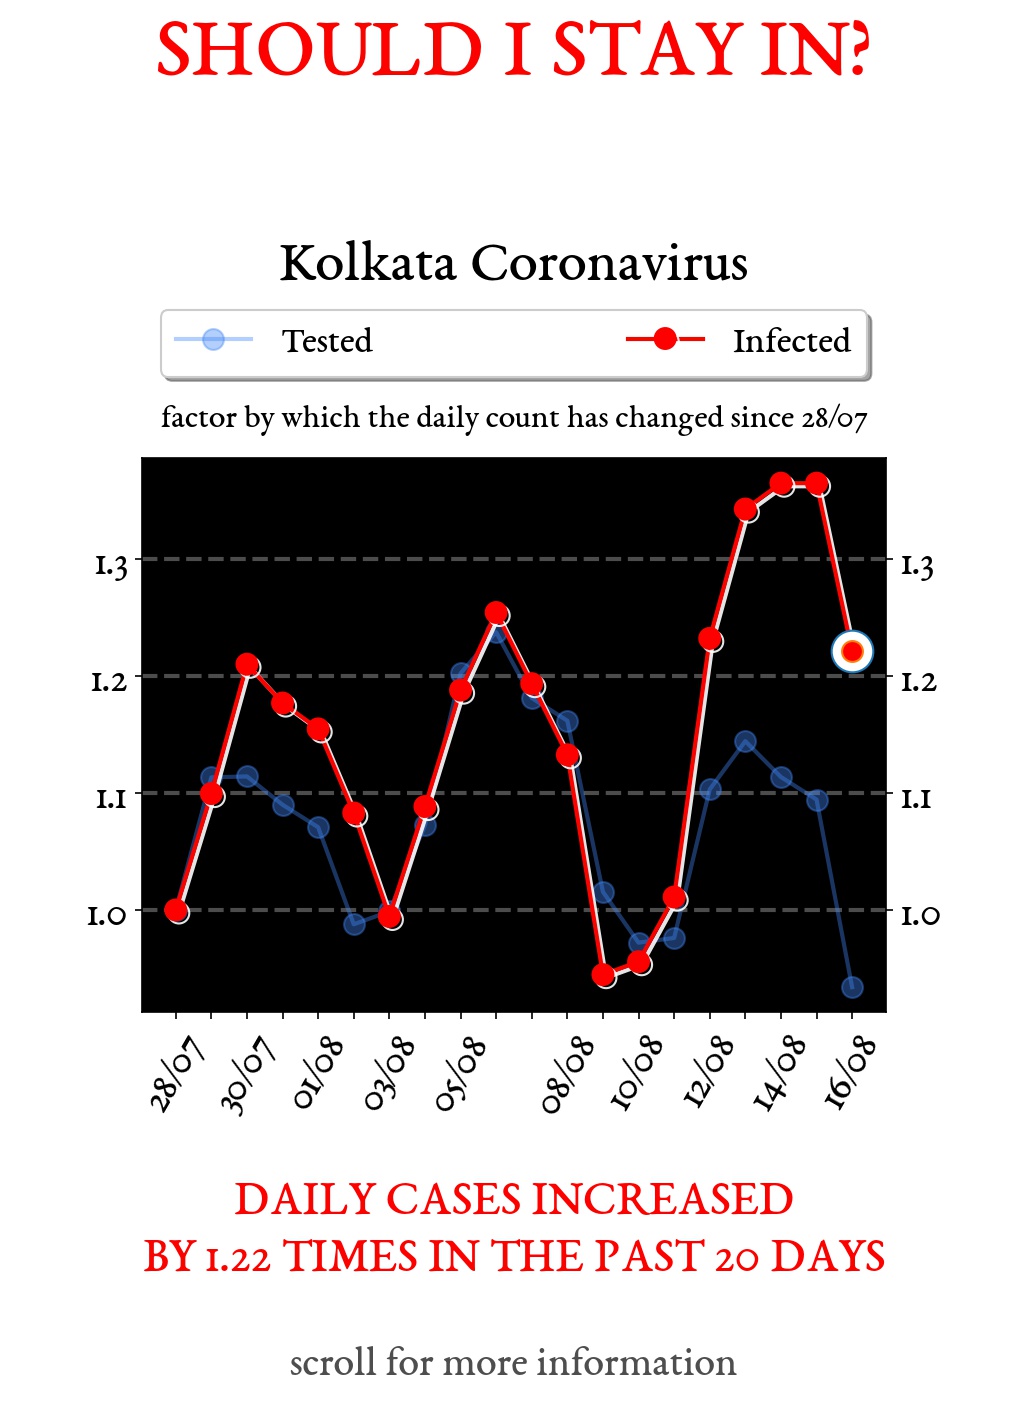 SHOULD I STAY IN?
Kolkata Coronavirus
Tested Infected
factor by which the daily count has changed since 28/07
1.3 1.3
1.2 1.2
1.1 1.1
1.0 1.0
28/07 30/07 01/08 03/08 05/08 08/08 10/08 12/08 14/08 16/08
DAILY CASES INCREASED
BY 1.22 TIMES IN THE PAST 20 DAYS
scroll for more information